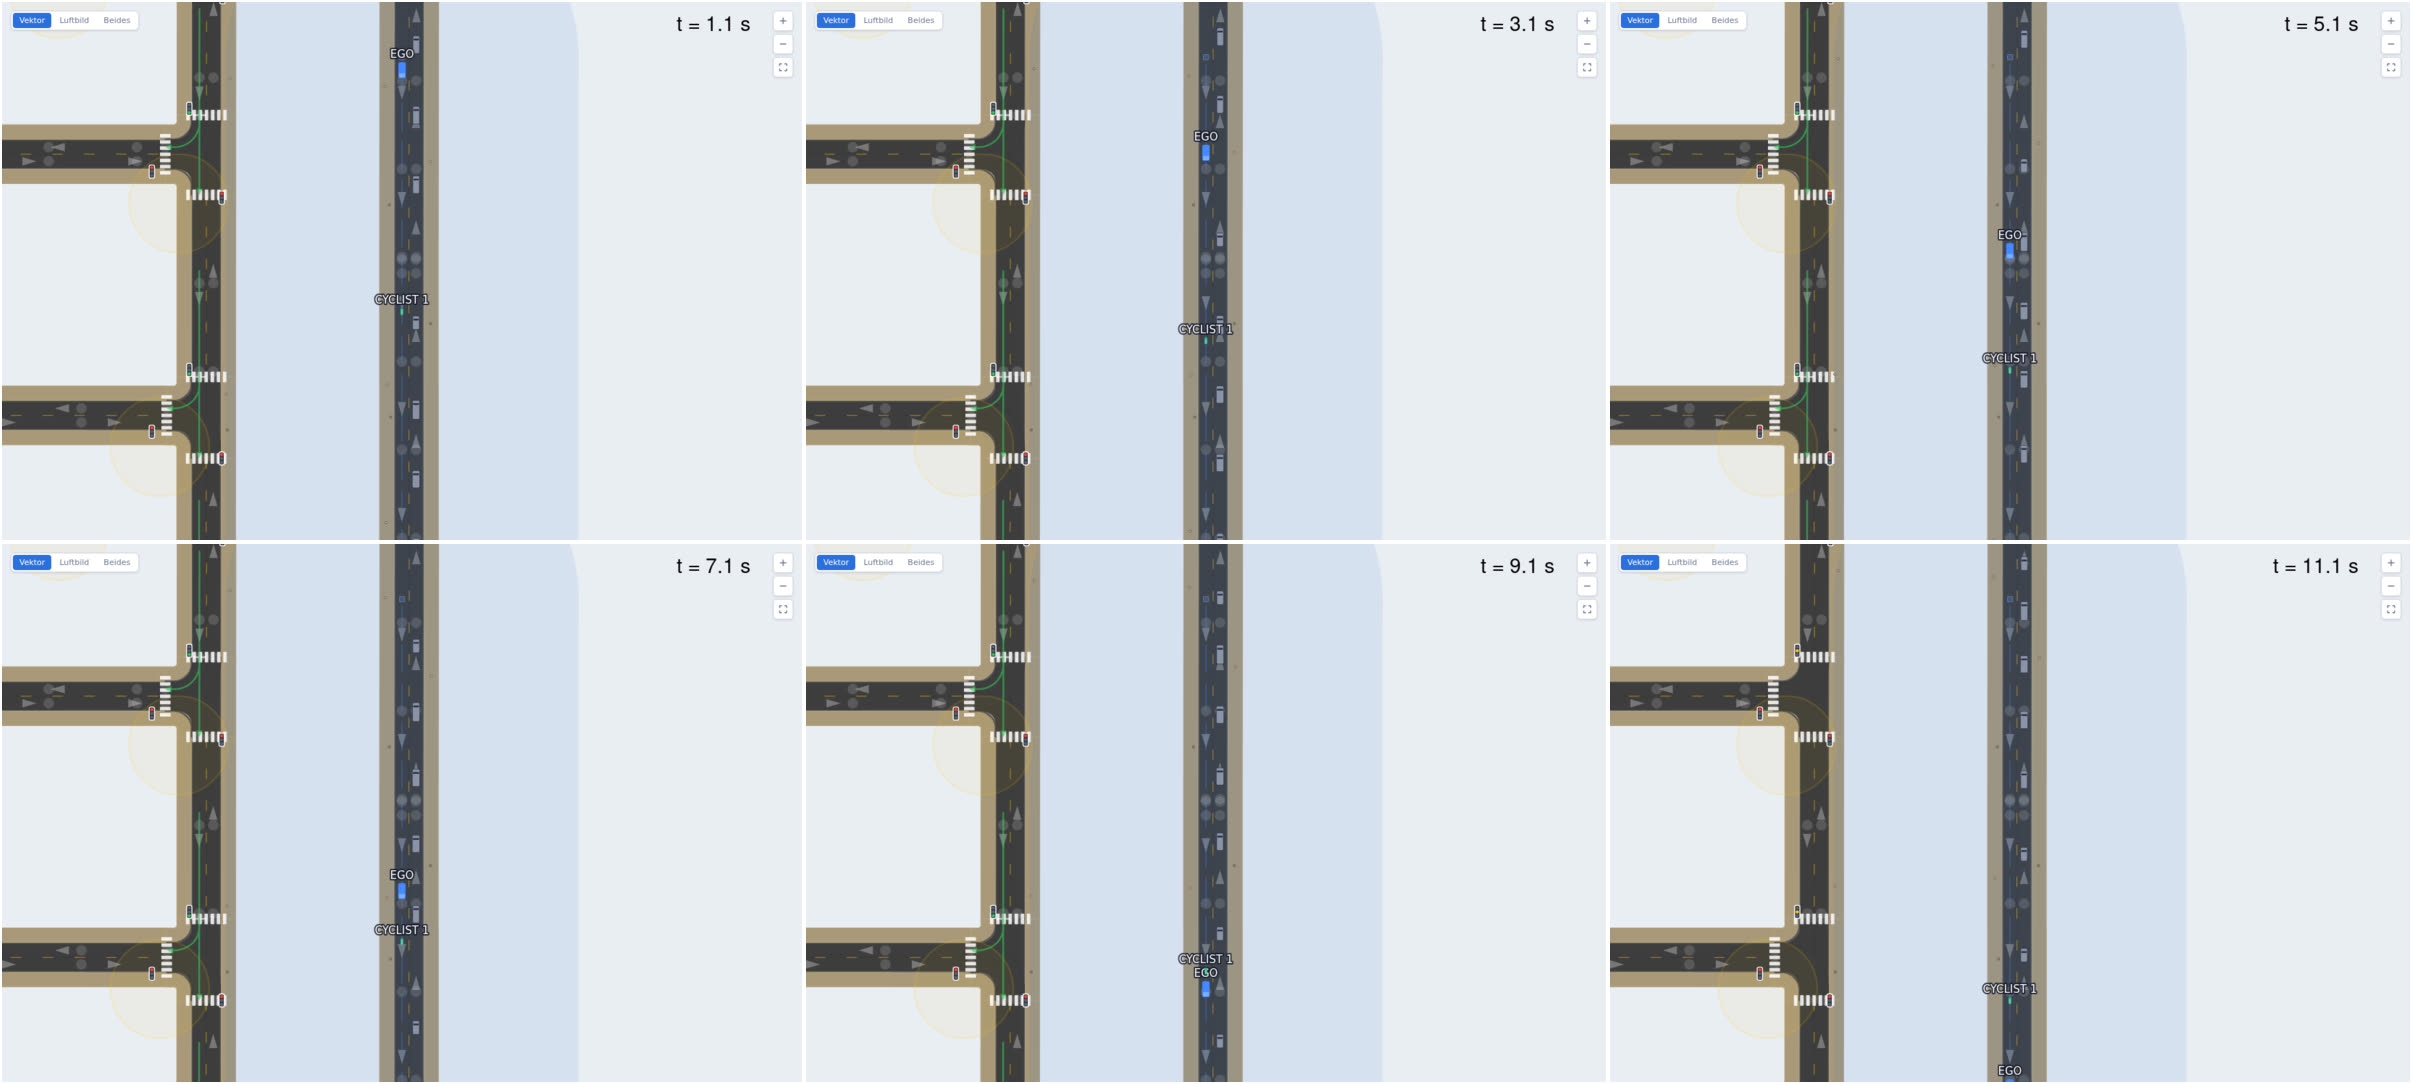 Vektor Luftbild Beides
t = 1.1 s
+
−
EGO
CYCLIST 1
Vektor Luftbild Beides
t = 3.1 s
+
−
EGO
CYCLIST 1
Vektor Luftbild Beides
t = 5.1 s
+
−
EGO
CYCLIST 1
Vektor Luftbild Beides
t = 7.1 s
+
−
EGO
CYCLIST 1
Vektor Luftbild Beides
t = 9.1 s
+
−
CYCLIST 1
EGO
Vektor Luftbild Beides
t = 11.1 s
+
−
CYCLIST 1
EGO